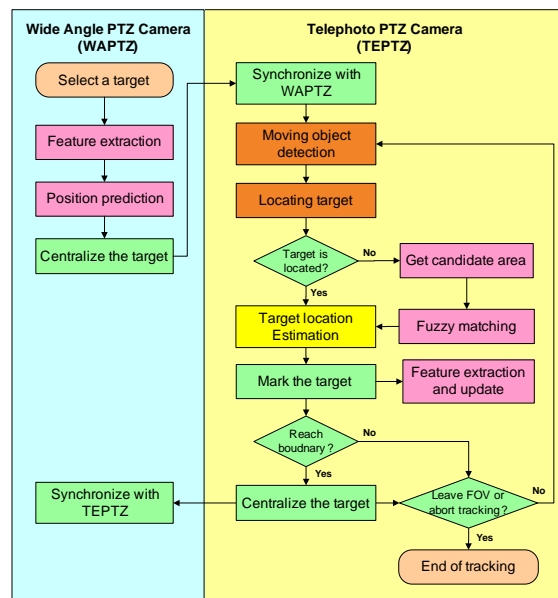 Wide Angle PTZ Camera
(WAPTZ)
Select a target
Feature extraction
Position prediction
Centralize the target
Synchronize with
TEPTZ
Telephoto PTZ Camera
(TEPTZ)
Synchronize with
WAPTZ
Moving object
detection
Locating target
Target is
located?
No
Get candidate area
Yes
Fuzzy matching
Target location
Estimation
Mark the target
Feature extraction
and update
Reach
boudnary ?
No
Yes
Centralize the target
Leave FOV or
abort tracking ?
No
Yes
End of tracking